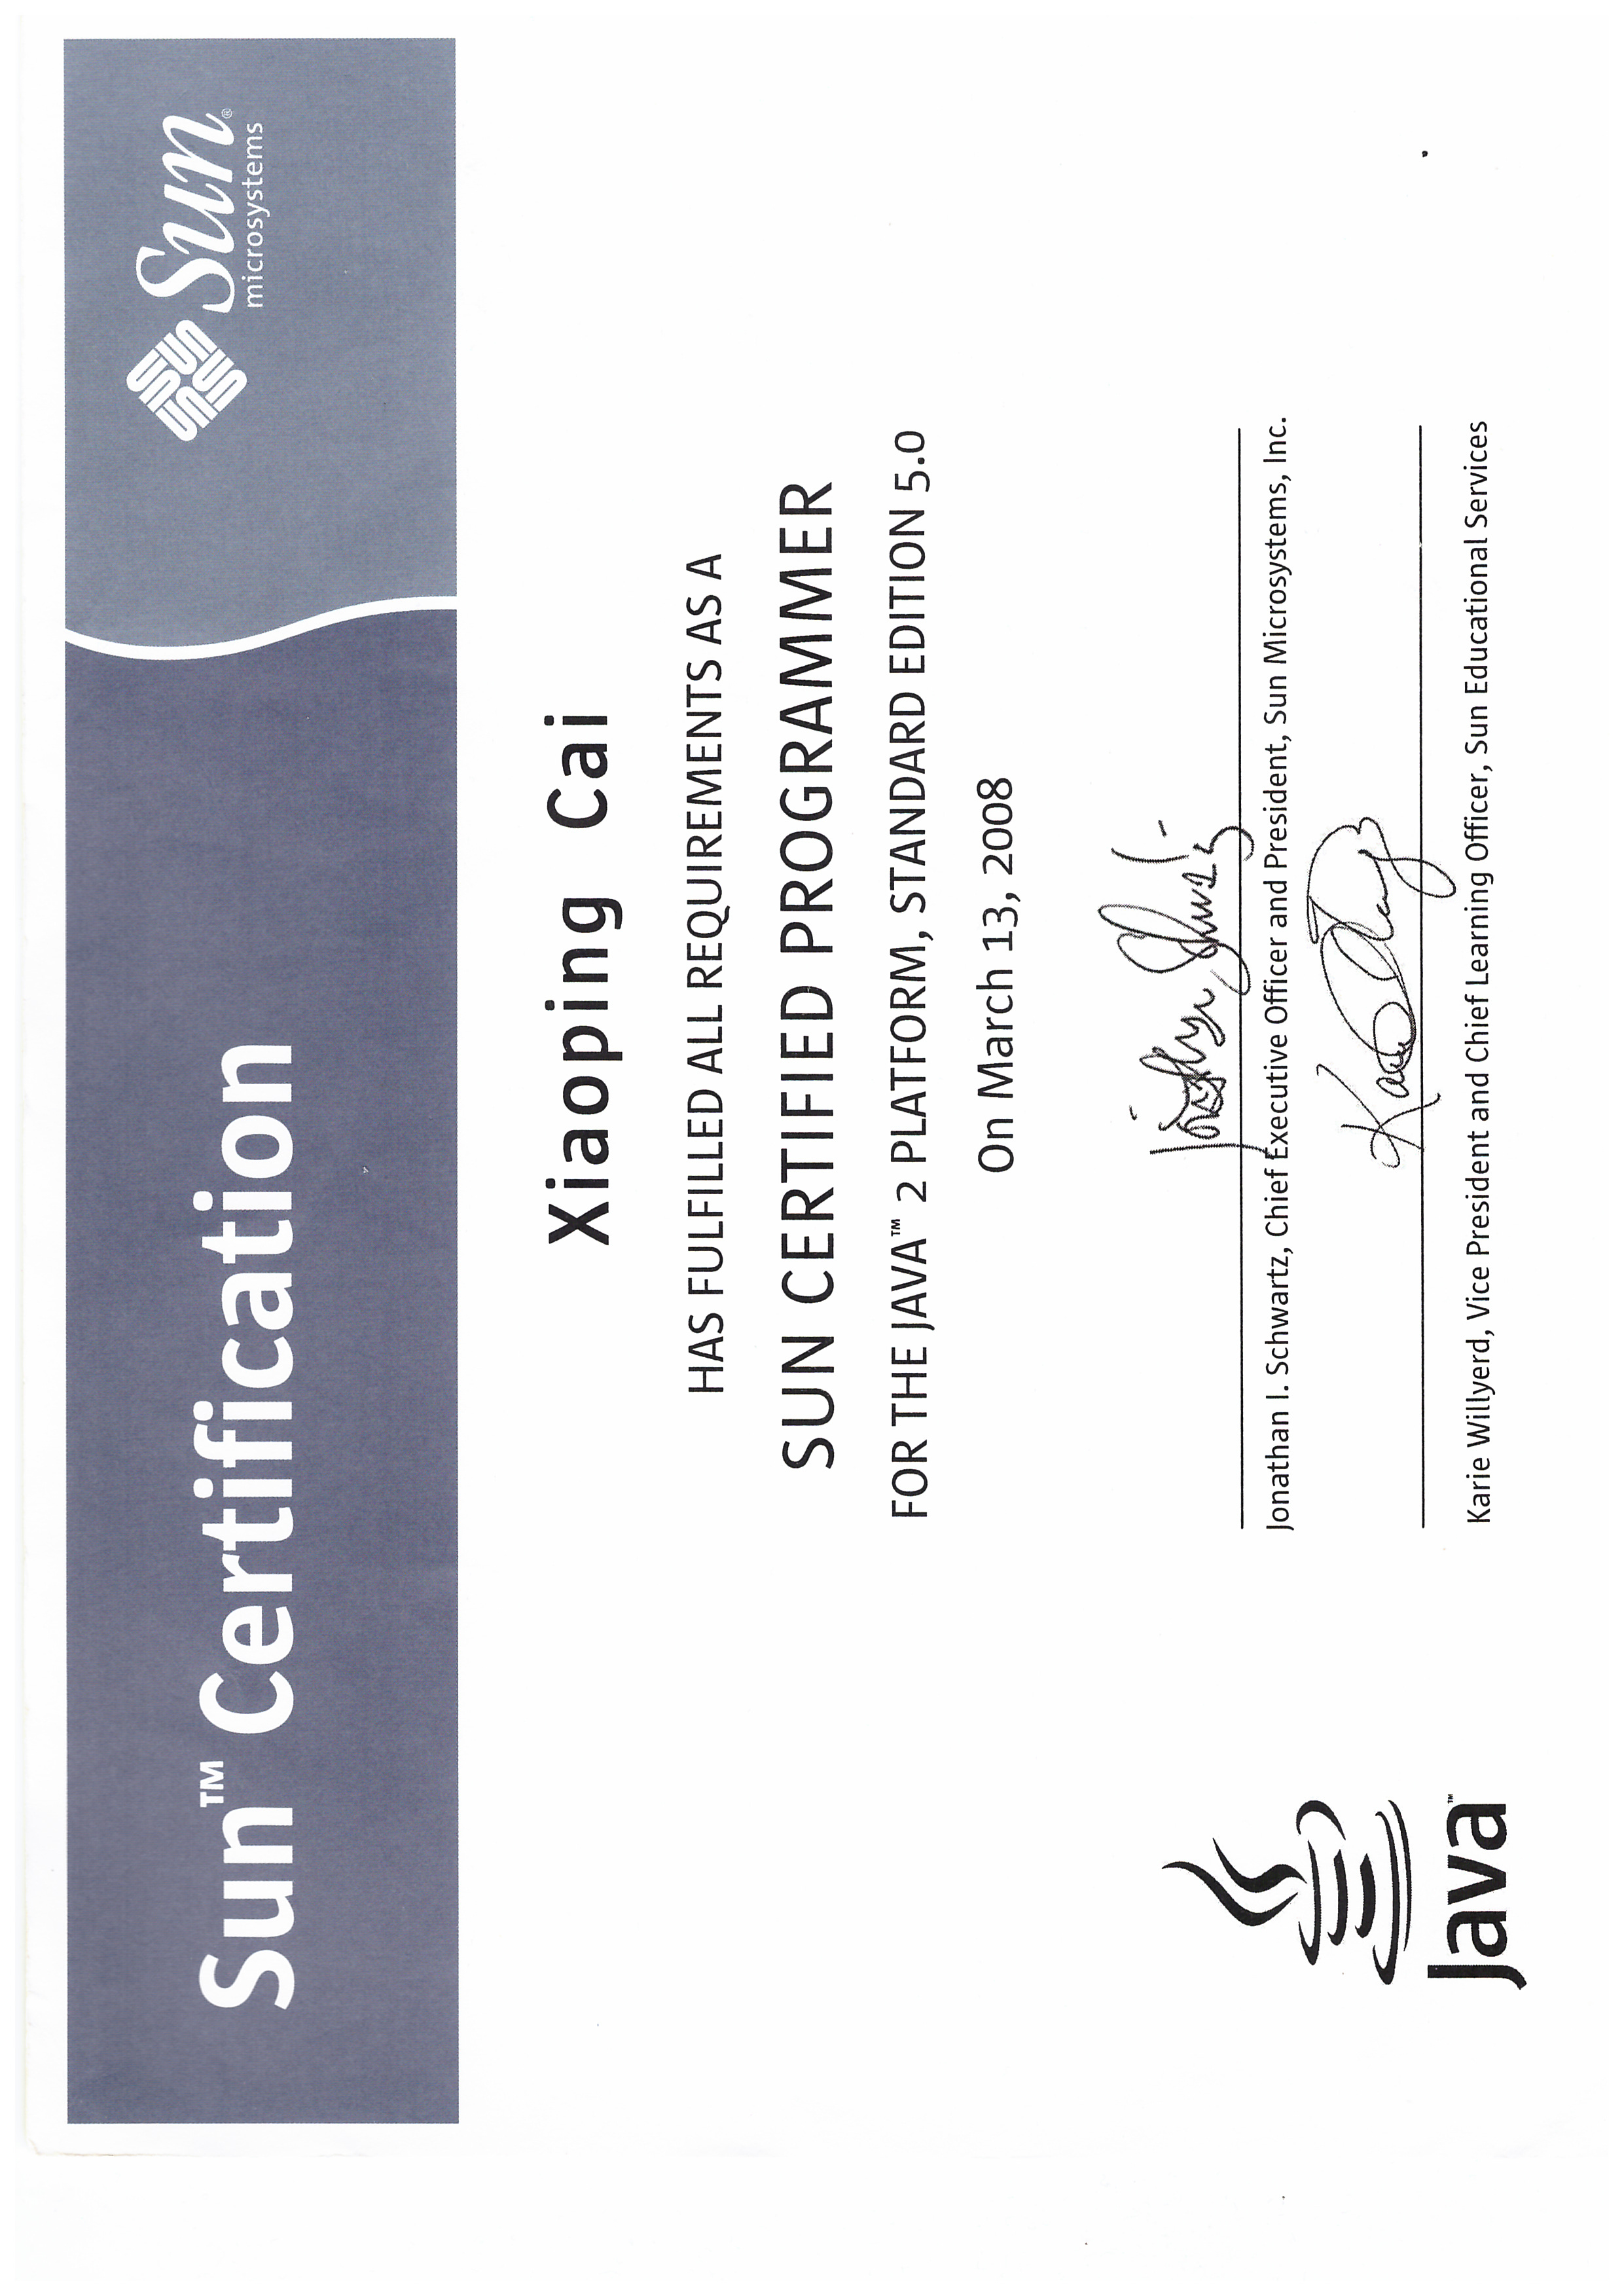 Sun™ Certification
Sun®
microsystems
Xiaoping Cai
HAS FULFILLED ALL REQUIREMENTS AS A
SUN CERTIFIED PROGRAMMER
FOR THE JAVA™ 2 PLATFORM, STANDARD EDITION 5.0
On March 13, 2008
Jonathan I. Schwartz, Chief Executive Officer and President, Sun Microsystems, Inc.
Karie Willyerd, Vice President and Chief Learning Officer, Sun Educational Services
Java™